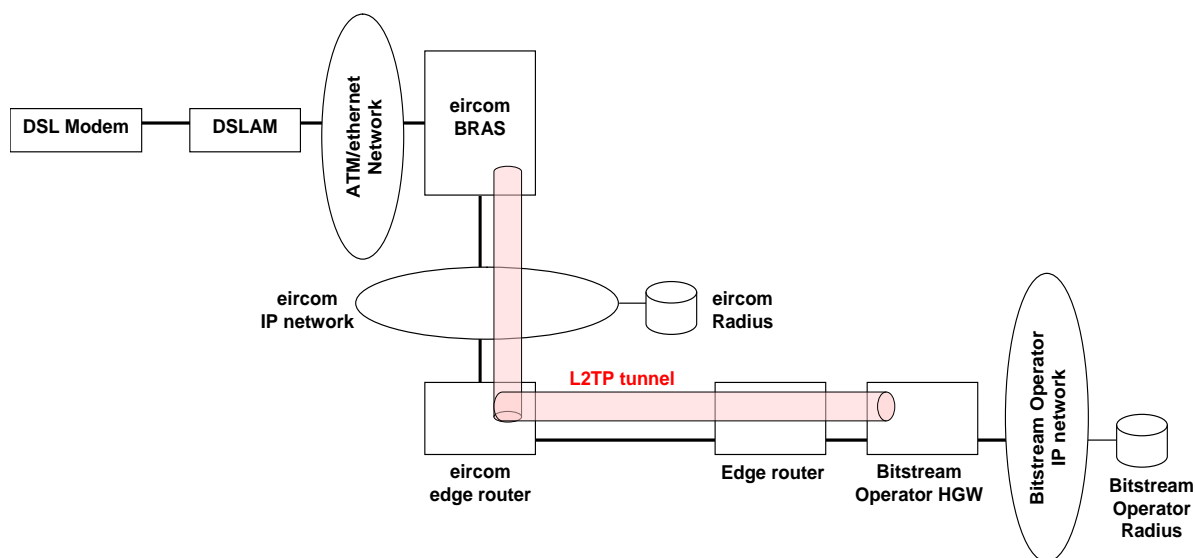 DSL Modem
DSLAM
ATM/ethernet
Network
eircom
BRAS
eircom
IP network
eircom
Radius
L2TP tunnel
eircom
edge router
Edge router
Bitstream
Operator HGW
Bitstream Operator
IP network
Bitstream
Operator
Radius